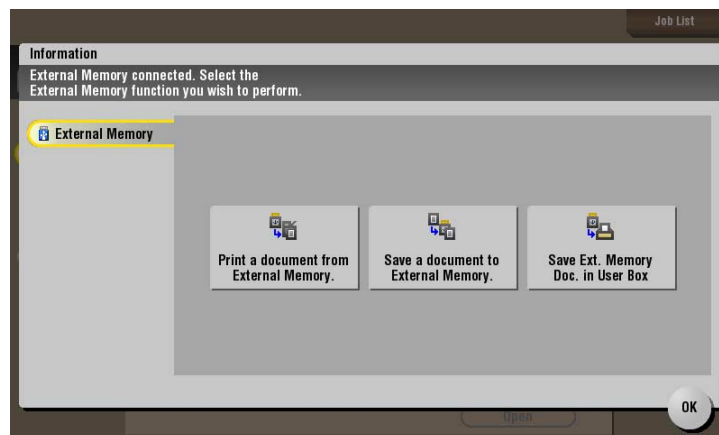 Job List
Information
External Memory connected. Select the
External Memory function you wish to perform.
External Memory
Print a document from
External Memory.
Save a document to
External Memory.
Save Ext. Memory
Doc. in User Box
OK
Open